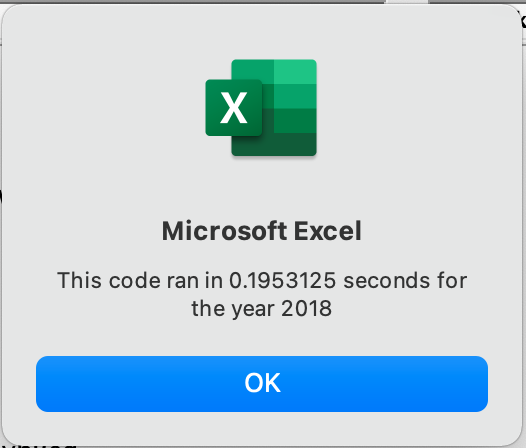 X
Microsoft Excel
This code ran in 0.1953125 seconds for
the year 2018
OK